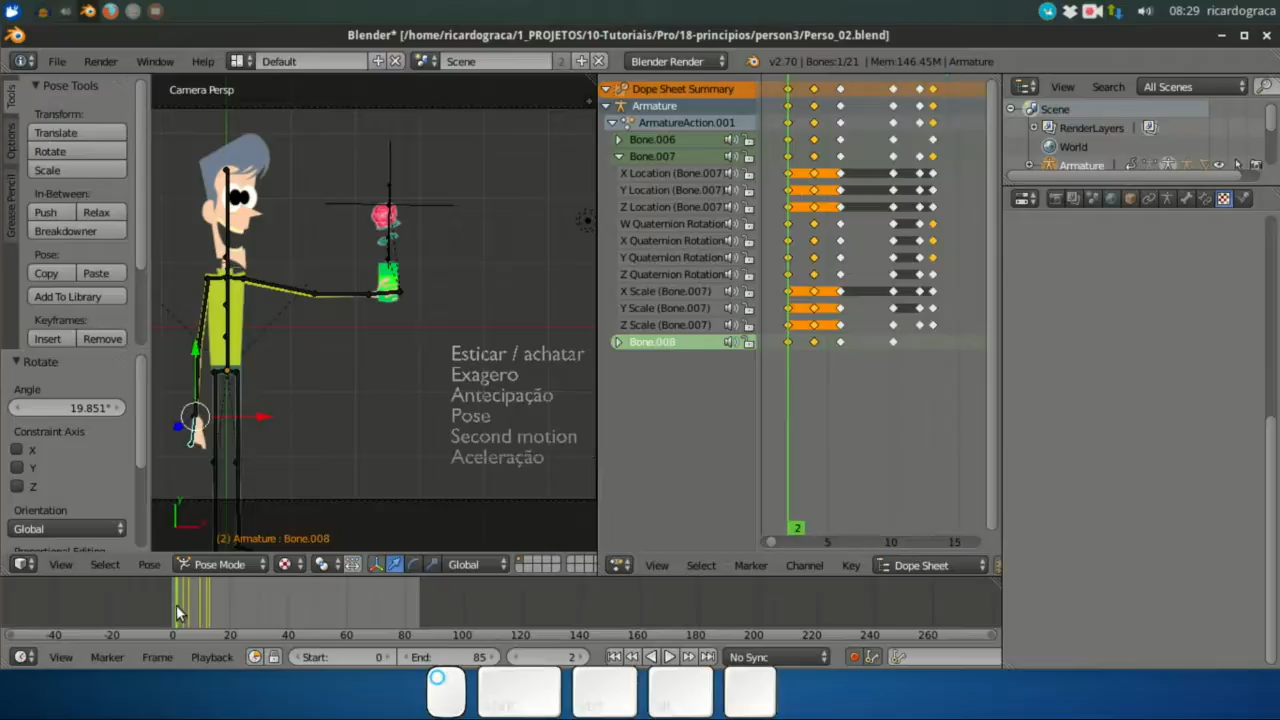 08:29 ricardograca
Blender* [/home/ricardograca/1_PROJETOS/10-Tutoriais/Pro/18-principios/person3/Perso_02.blend]
File Render Window Help Default Scene 2 Blender Render v2.70 | Bones:1/21 | Mem:146.45M | Armature
Tools
Options
Grease Pencil
Pose Tools
Transform:
Translate
Rotate
Scale
In-Between:
Push Relax
Breakdowner
Pose:
Copy Paste
Add To Library
Keyframes:
Insert Remove
Rotate
Angle
19.851°
Constraint Axis
X
Y
Z
Orientation
Global
Camera Persp
Esticar / achatar
Exagero
Antecipação
Pose
Second motion
Aceleração
(2) Armature : Bone.008
View Select Pose Pose Mode Global
Dope Sheet Summary
Armature
ArmatureAction.001
Bone.006
Bone.007
X Location (Bone.007
Y Location (Bone.007
Z Location (Bone.007
W Quaternion Rotation
X Quaternion Rotation
Y Quaternion Rotation
Z Quaternion Rotation
X Scale (Bone.007)
Y Scale (Bone.007)
Z Scale (Bone.007)
Bone.008
2
5 10 15
View Select Marker Channel Key Dope Sheet
View Search All Scenes
Scene
RenderLayers
World
Armature
-40 -20 0 20 40 60 80 100 120 140 160 180 200 220 240 260
View Marker Frame Playback Start: 0 End: 85 2 No Sync